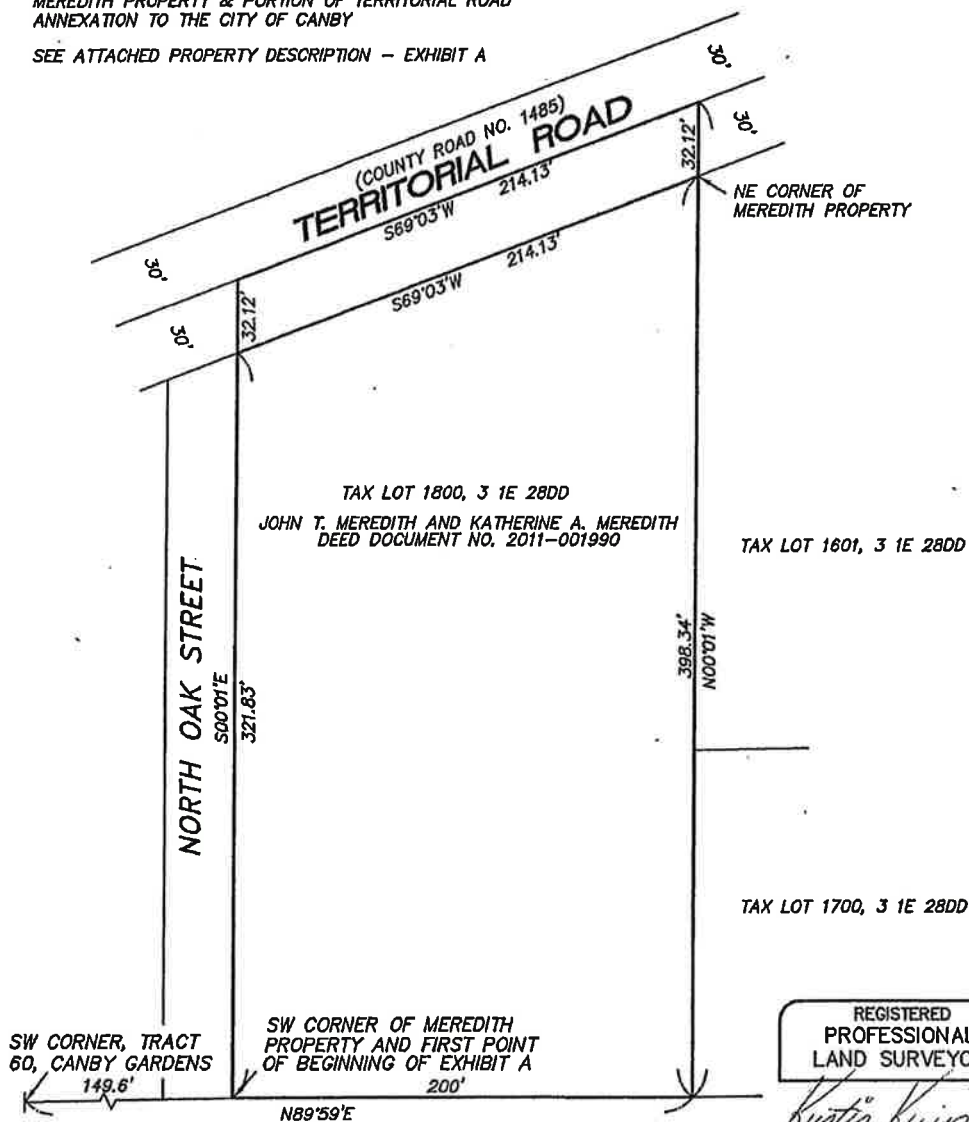 MEREDITH PROPERTY & PORTION OF TERRITORIAL ROAD
ANNEXATION TO THE CITY OF CANBY
SEE ATTACHED PROPERTY DESCRIPTION – EXHIBIT A
30'
(COUNTY ROAD NO. 1485)
TERRITORIAL ROAD
30'
S69°03'W 214.13'
32.12'
NE CORNER OF
MEREDITH PROPERTY
30'
30'
32.12'
S69°03'W 214.13'
TAX LOT 1800, 3 1E 28DD
JOHN T. MEREDITH AND KATHERINE A. MEREDITH
DEED DOCUMENT NO. 2011-001990
TAX LOT 1601, 3 1E 28DD
NORTH OAK STREET
S00°01'E
321.83'
398.34'
N00°01'W
TAX LOT 1700, 3 1E 28DD
SW CORNER, TRACT
60, CANBY GARDENS
149.6'
SW CORNER OF MEREDITH
PROPERTY AND FIRST POINT
OF BEGINNING OF EXHIBIT A
200'
N89°59'E
REGISTERED
PROFESSIONAL
LAND SURVEYO